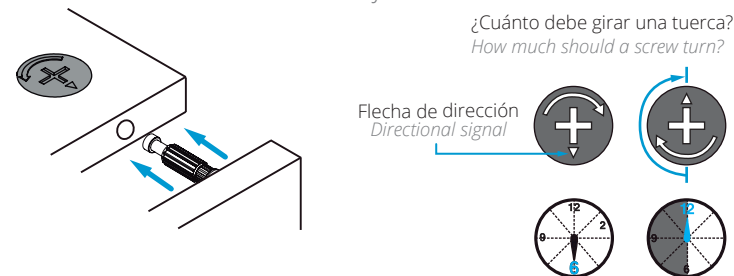 ¿Cuánto debe girar una tuerca?
How much should a screw turn?
Flecha de dirección
Directional signal
12
2
9
6
12
9
6